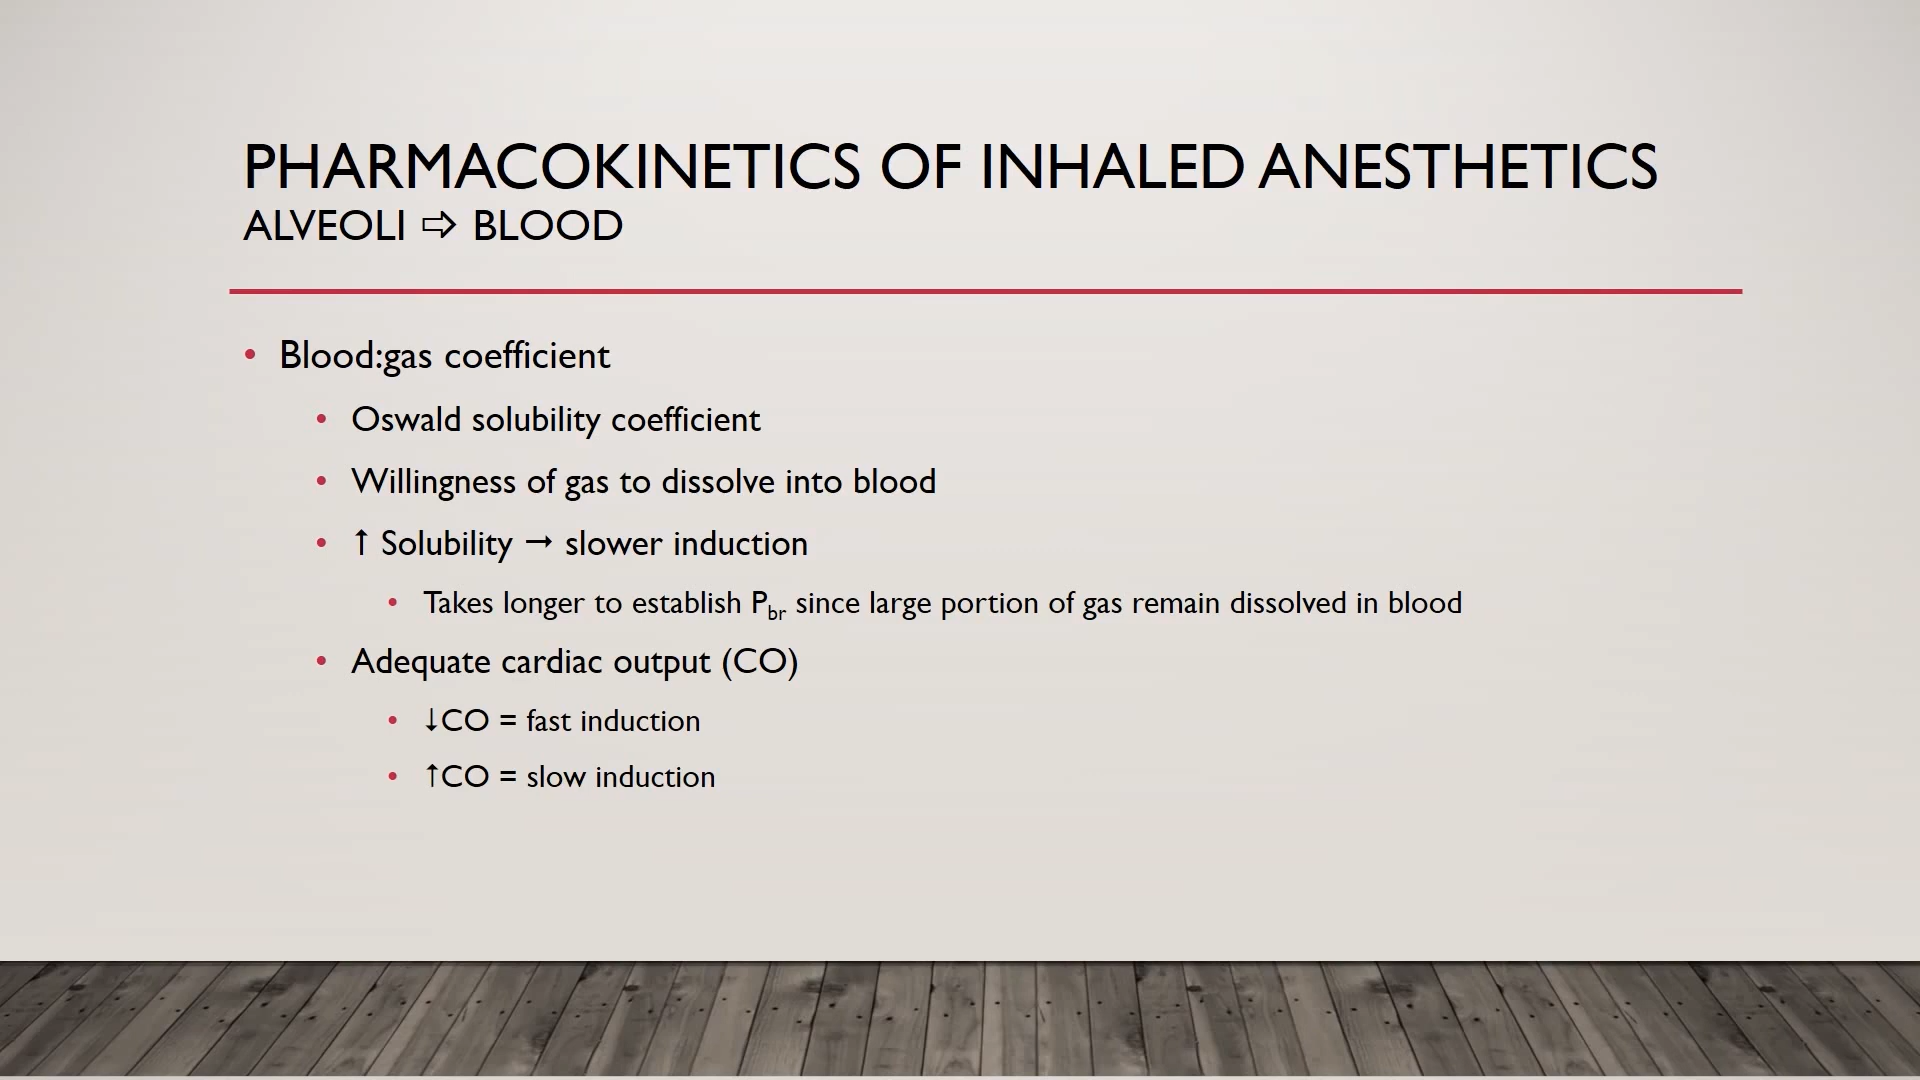 PHARMACOKINETICS OF INHALED ANESTHETICS
ALVEOLI ⇨ BLOOD
• Blood:gas coefficient
• Oswald solubility coefficient
• Willingness of gas to dissolve into blood
• ↑ Solubility → slower induction
• Takes longer to establish Pbr since large portion of gas remain dissolved in blood
• Adequate cardiac output (CO)
• ↓CO = fast induction
• ↑CO = slow induction